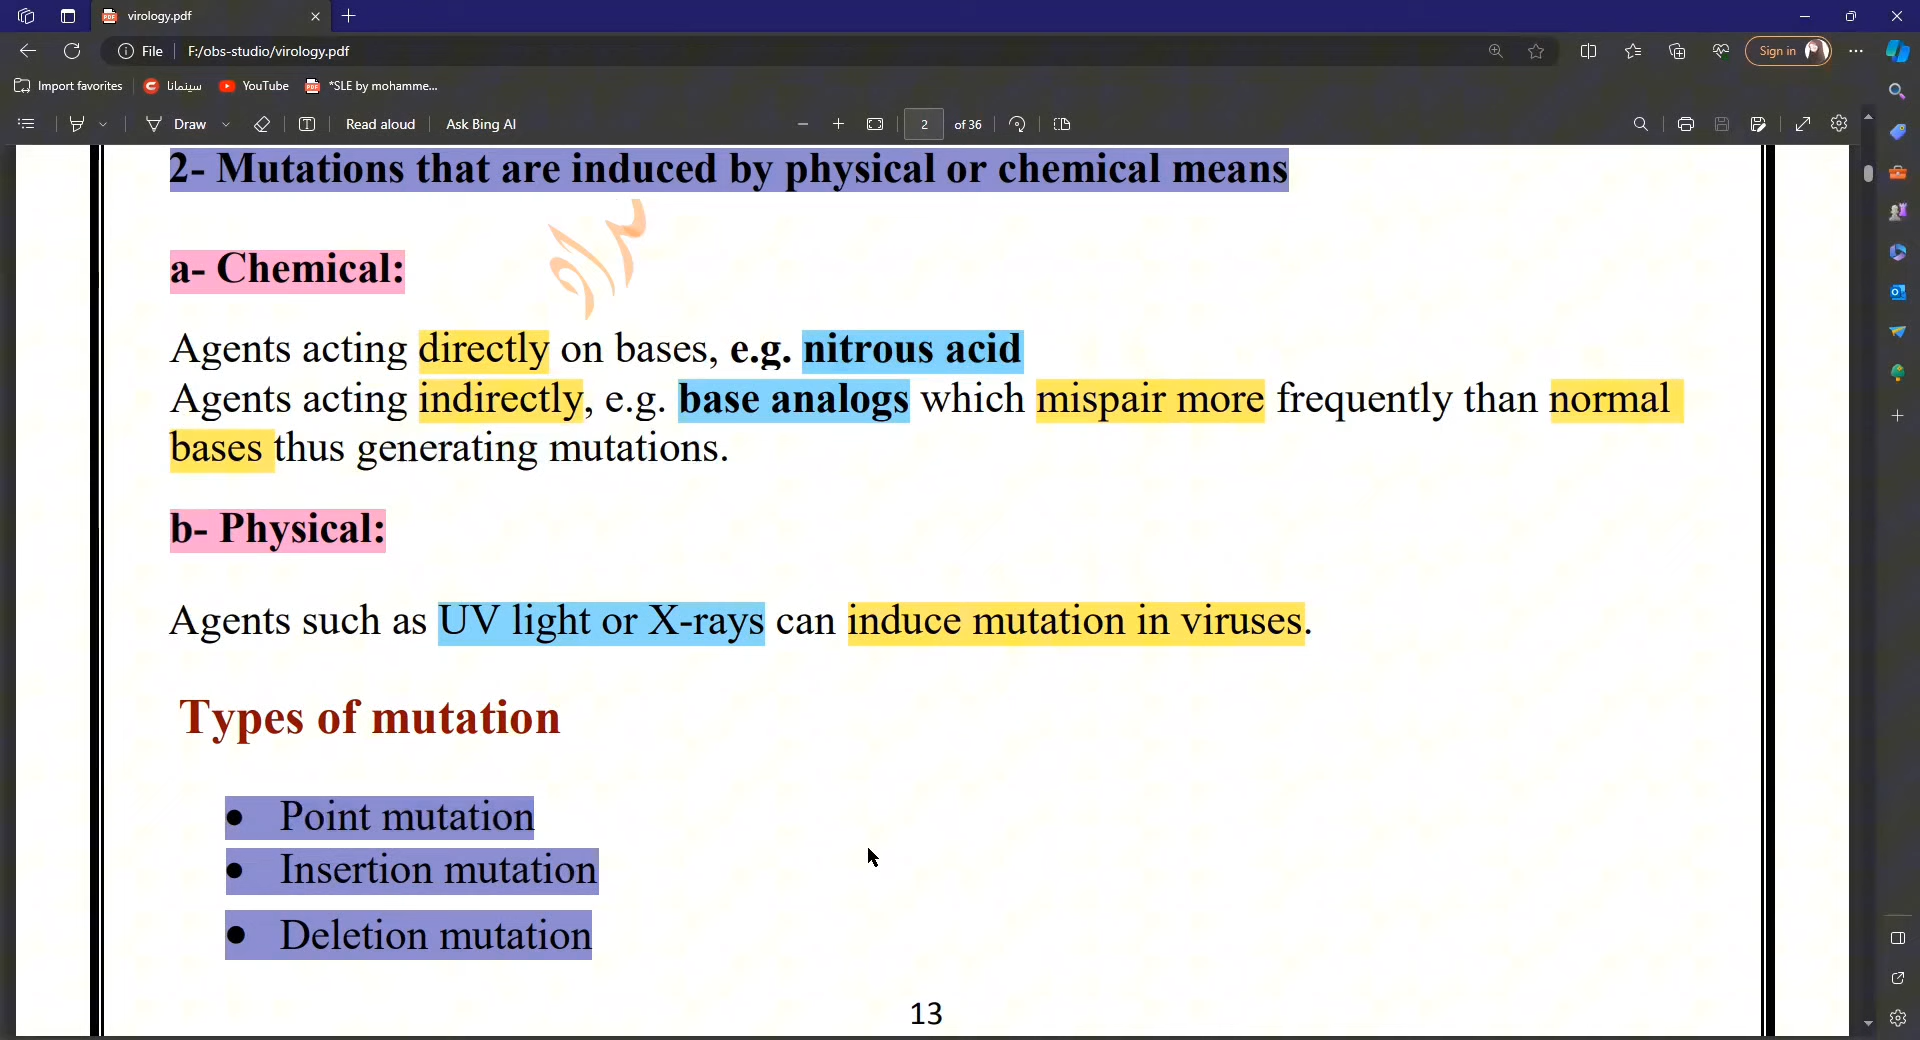 virology.pdf
File
F:/obs-studio/virology.pdf
Sign in
Import favorites
سينمانا
YouTube
*SLE by mohamme...
Draw
Read aloud
Ask Bing AI
2
of 36
2- Mutations that are induced by physical or chemical means
a- Chemical:
Agents acting directly on bases, e.g. nitrous acid
Agents acting indirectly, e.g. base analogs which mispair more frequently than normal
bases thus generating mutations.
b- Physical:
Agents such as UV light or X-rays can induce mutation in viruses.
Types of mutation
• Point mutation
• Insertion mutation
• Deletion mutation
13